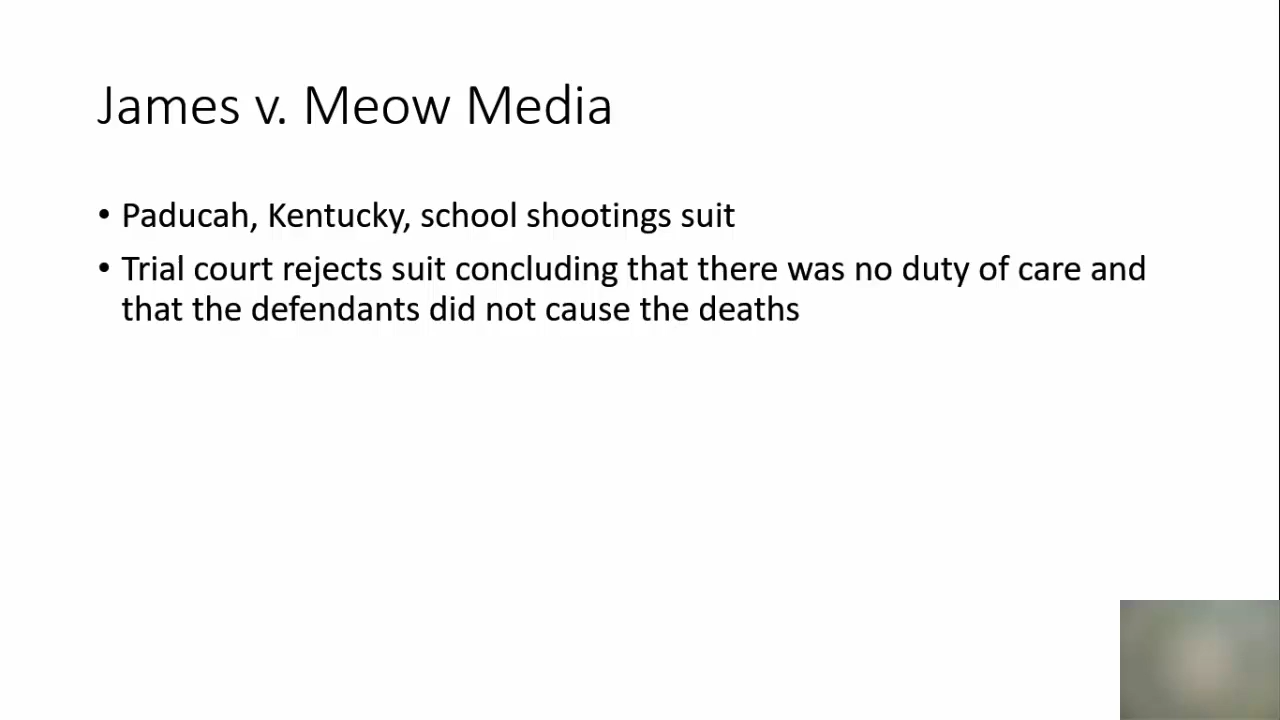 James v. Meow Media
• Paducah, Kentucky, school shootings suit
• Trial court rejects suit concluding that there was no duty of care and
that the defendants did not cause the deaths